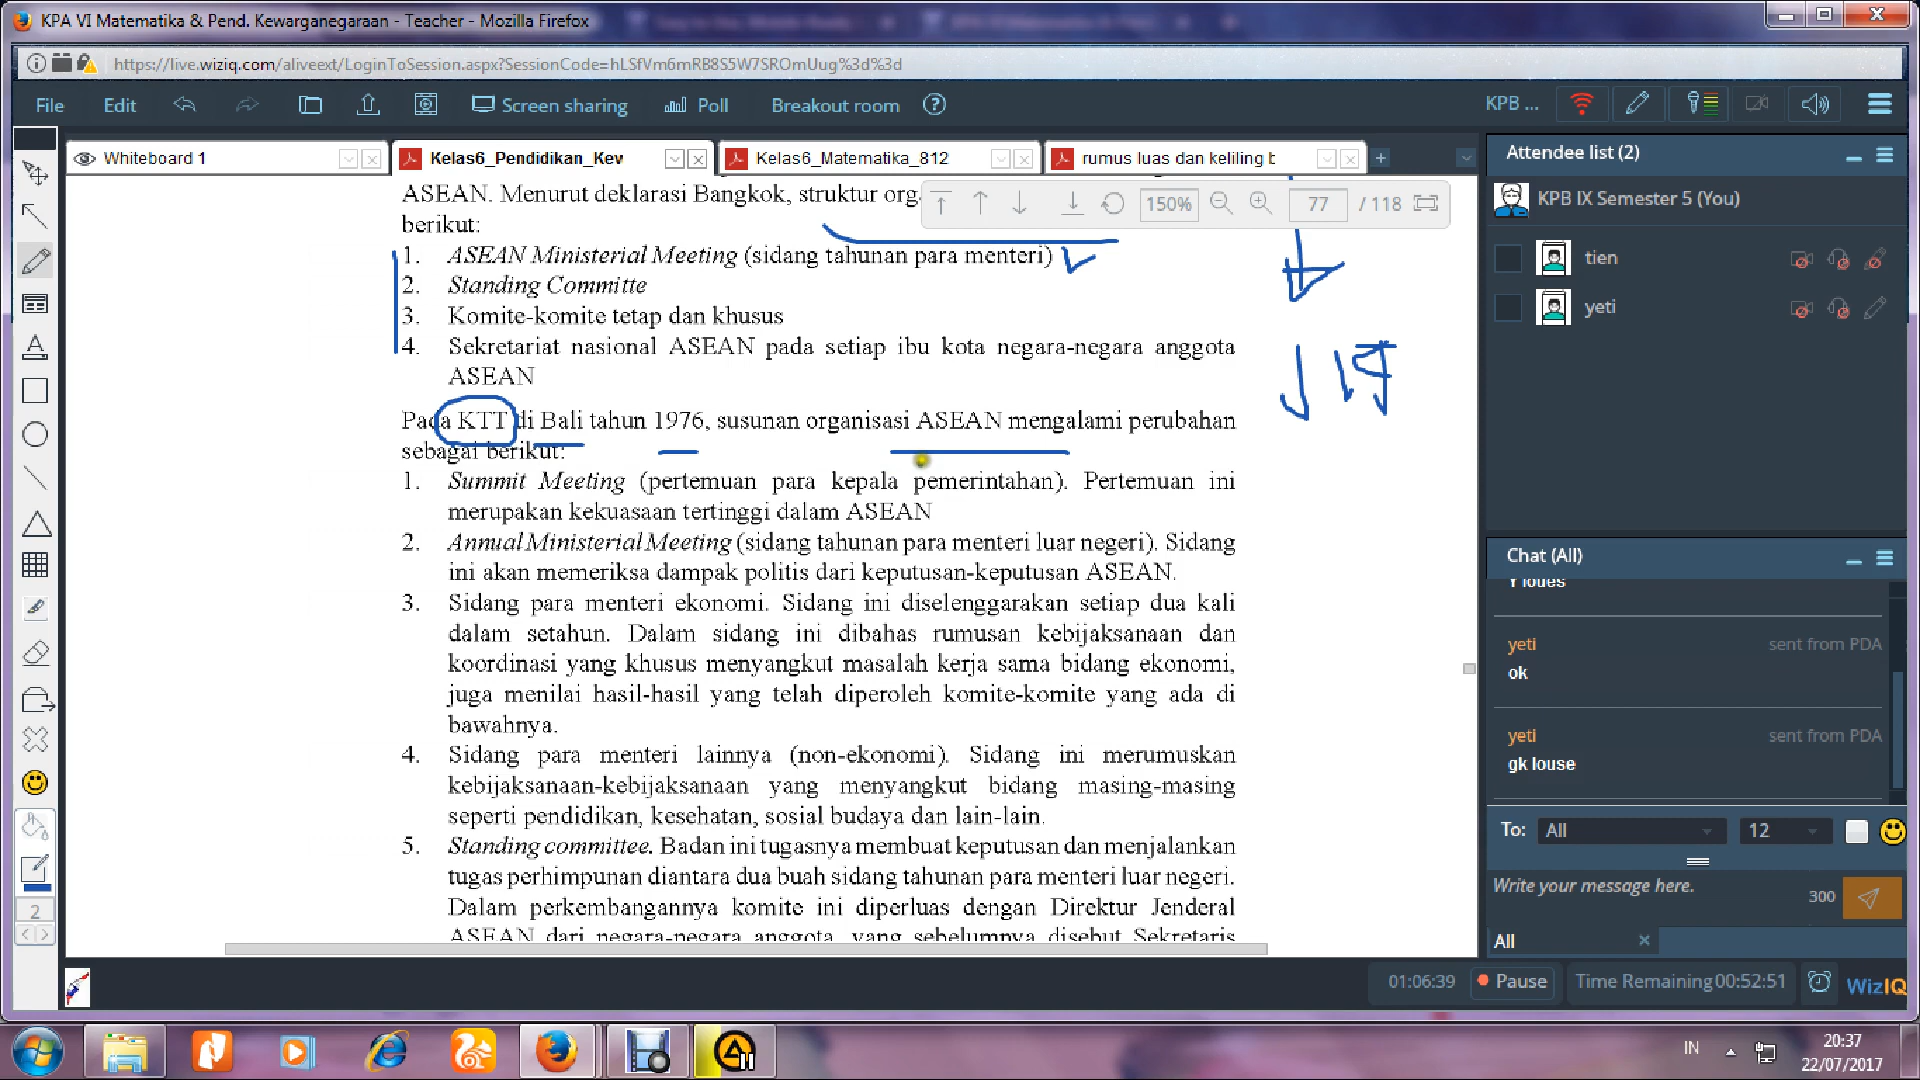 KPA VI Matematika & Pend. Kewarganegaraan - Teacher - Mozilla Firefox
https://live.wiziq.com/aliveext/LoginToSession.aspx?SessionCode=hLSfVm6mRB8S5W7SROmUug%3d%3d
File Edit Screen sharing Poll Breakout room KPB ...
Whiteboard 1 Kelas6_Pendidikan_Kev Kelas6_Matematika_812 rumus luas dan keliling b
150% 77 / 118
ASEAN. Menurut deklarasi Bangkok, struktur org
berikut:
1. ASEAN Ministerial Meeting (sidang tahunan para menteri)
2. Standing Committe
3. Komite-komite tetap dan khusus
4. Sekretariat nasional ASEAN pada setiap ibu kota negara-negara anggota
ASEAN
Pada KTT di Bali tahun 1976, susunan organisasi ASEAN mengalami perubahan
sebagai berikut:
1. Summit Meeting (pertemuan para kepala pemerintahan). Pertemuan ini
merupakan kekuasaan tertinggi dalam ASEAN
2. Annual Ministerial Meeting (sidang tahunan para menteri luar negeri). Sidang
ini akan memeriksa dampak politis dari keputusan-keputusan ASEAN.
3. Sidang para menteri ekonomi. Sidang ini diselenggarakan setiap dua kali
dalam setahun. Dalam sidang ini dibahas rumusan kebijaksanaan dan
koordinasi yang khusus menyangkut masalah kerja sama bidang ekonomi,
juga menilai hasil-hasil yang telah diperoleh komite-komite yang ada di
bawahnya.
4. Sidang para menteri lainnya (non-ekonomi). Sidang ini merumuskan
kebijaksanaan-kebijaksanaan yang menyangkut bidang masing-masing
seperti pendidikan, kesehatan, sosial budaya dan lain-lain.
5. Standing committee. Badan ini tugasnya membuat keputusan dan menjalankan
tugas perhimpunan diantara dua buah sidang tahunan para menteri luar negeri.
Dalam perkembangannya komite ini diperluas dengan Direktur Jenderal
ASEAN dari negara-negara anggota, yang sebelumnya disebut Sekretaris
2
Attendee list (2)
KPB IX Semester 5 (You)
tien
yeti
Chat (All)
Y loues
yeti sent from PDA
ok
yeti sent from PDA
gk louse
To: All 12
Write your message here. 300
All
01:06:39 Pause Time Remaining 00:52:51 WizIQ
IN
20:37
22/07/2017